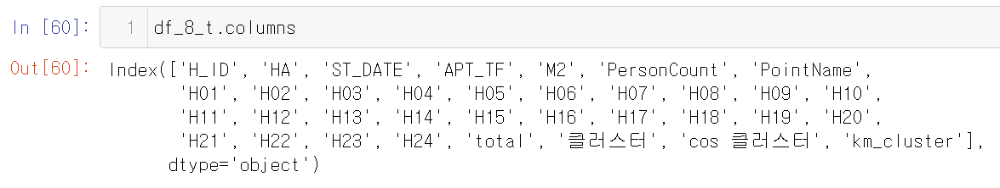 In [60]: 1 df_8_t.columns
Out[60]: Index(['H_ID', 'HA', 'ST_DATE', 'APT_TF', 'M2', 'PersonCount', 'PointName',
'H01', 'H02', 'H03', 'H04', 'H05', 'H06', 'H07', 'H08', 'H09', 'H10',
'H11', 'H12', 'H13', 'H14', 'H15', 'H16', 'H17', 'H18', 'H19', 'H20',
'H21', 'H22', 'H23', 'H24', 'total', '클러스터', 'cos 클러스터', 'km_cluster'],
dtype='object')